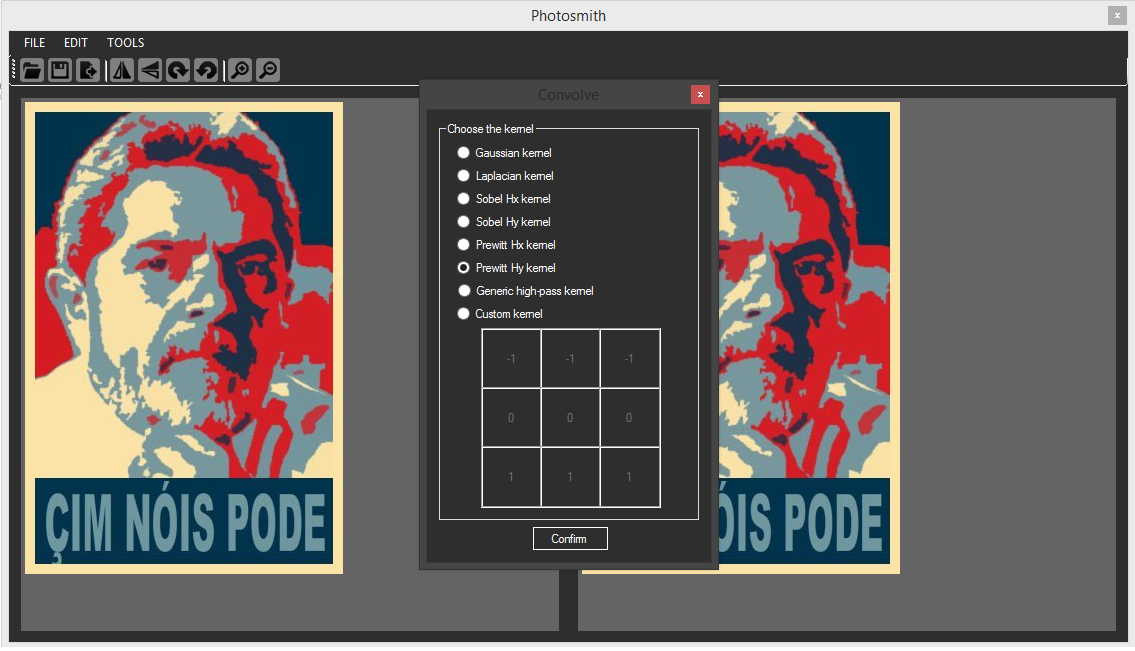 Photosmith
x
FILE EDIT TOOLS
Convolve
x
Choose the kernel
Gaussian kernel
Laplacian kernel
Sobel Hx kernel
Sobel Hy kernel
Prewitt Hx kernel
Prewitt Hy kernel
Generic high-pass kernel
Custom kernel
-1 -1 -1
0 0 0
1 1 1
Confirm
ÇIM NÓIS PODE
ÓIS PODE